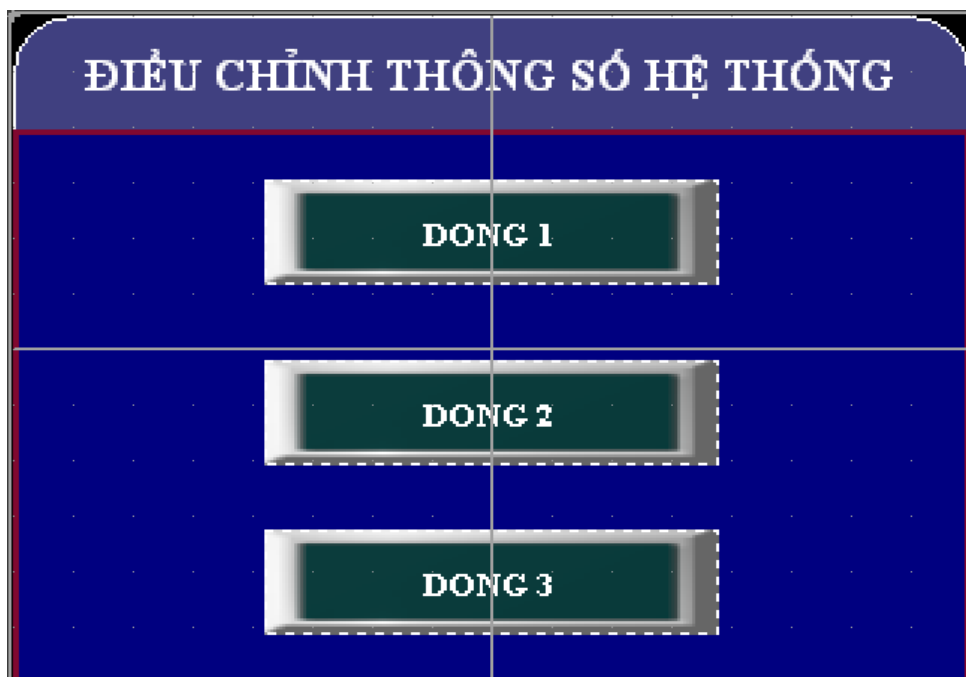 ĐIỀU CHỈNH THÔNG SỐ HỆ THỐNG
DONG 1
DONG 2
DONG 3